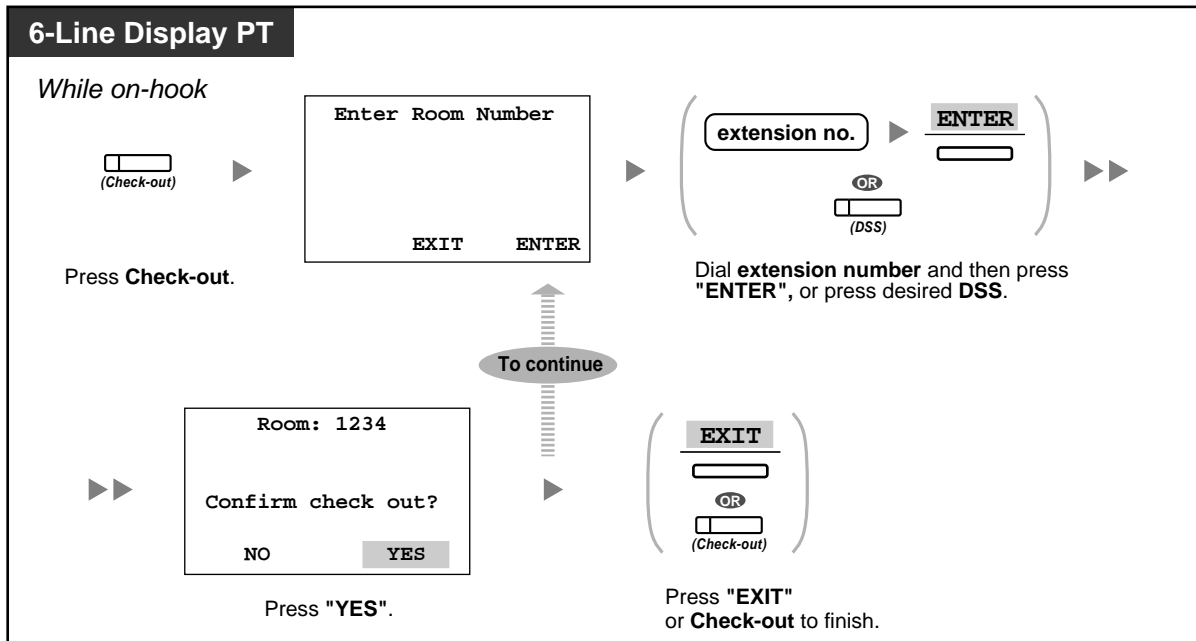 6-Line Display PT
While on-hook
(Check-out)
Press Check-out.
Enter Room Number
EXIT ENTER
extension no.
ENTER
OR
(DSS)
Dial extension number and then press
"ENTER", or press desired DSS.
To continue
Room: 1234
Confirm check out?
NO YES
Press "YES".
EXIT
OR
(Check-out)
Press "EXIT"
or Check-out to finish.